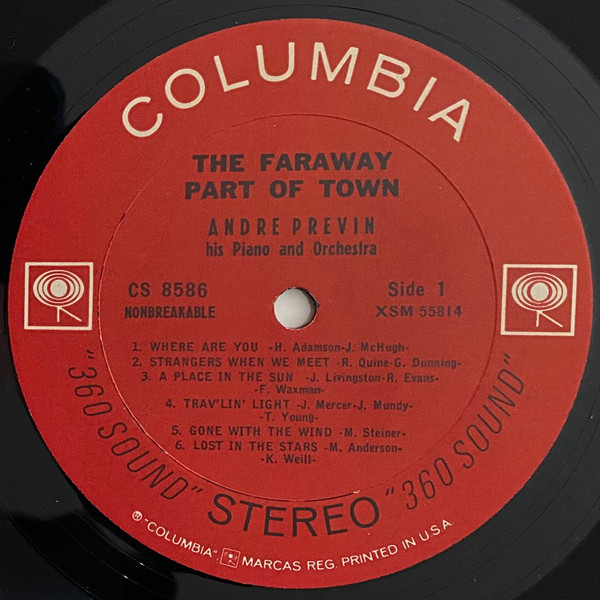 COLUMBIA
THE FARAWAY
PART OF TOWN
ANDRE PREVIN
his Piano and Orchestra
CS 8586
NONBREAKABLE
Side 1
XSM 55814
1. WHERE ARE YOU -H. Adamson-J. McHugh-
2. STRANGERS WHEN WE MEET -R. Quine-G. Dunning-
3. A PLACE IN THE SUN -J. Livingston-R. Evans-
-F. Waxman-
4. TRAV'LIN' LIGHT -J. Mercer-J. Mundy-
-T. Young-
5. GONE WITH THE WIND -M. Steiner-
6. LOST IN THE STARS -M. Anderson-
-K. Weill-
"360 SOUND" STEREO "360 SOUND"
Ⓡ "COLUMBIA" MARCAS REG. PRINTED IN U.S.A.